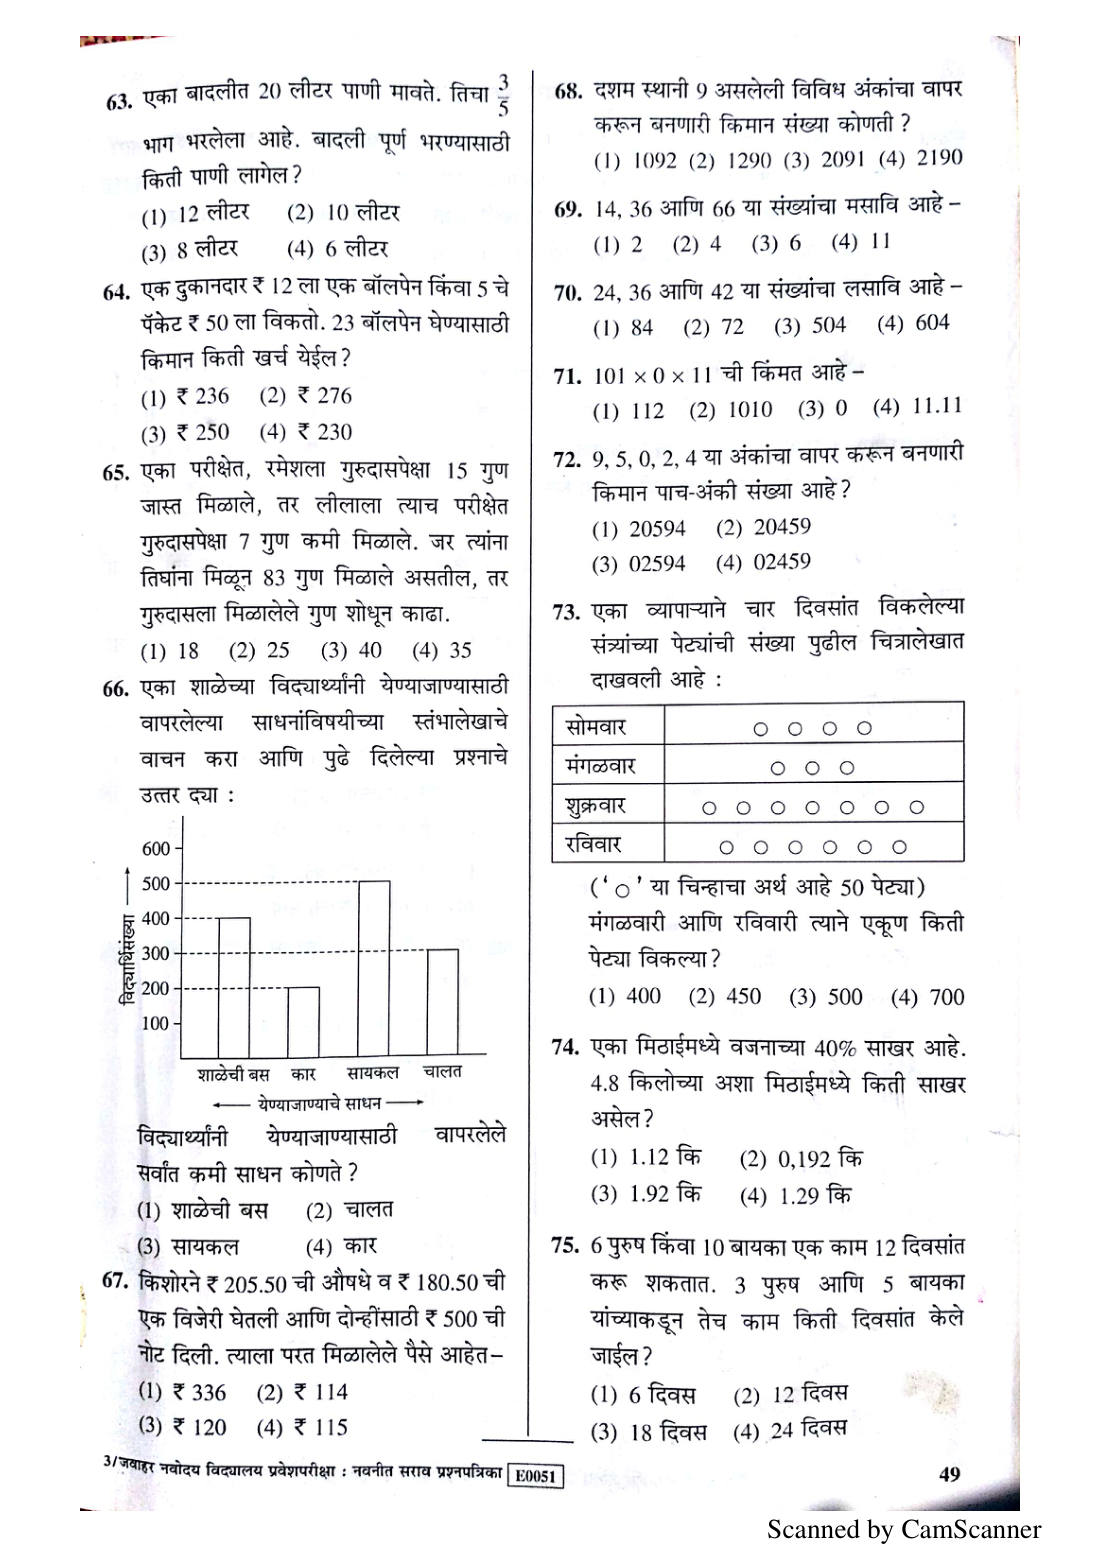 63. एका बादलीत 20 लीटर पाणी मावते. तिचा 3/5
भाग भरलेला आहे. बादली पूर्ण भरण्यासाठी
किती पाणी लागेल?
(1) 12 लीटर (2) 10 लीटर
(3) 8 लीटर (4) 6 लीटर
64. एक दुकानदार ₹ 12 ला एक बॉलपेन किंवा 5 चे
पॅकेट ₹ 50 ला विकतो. 23 बॉलपेन घेण्यासाठी
किमान किती खर्च येईल?
(1) ₹ 236 (2) ₹ 276
(3) ₹ 250 (4) ₹ 230
65. एका परीक्षेत, रमेशला गुरुदासपेक्षा 15 गुण
जास्त मिळाले, तर लीलाला त्याच परीक्षेत
गुरुदासपेक्षा 7 गुण कमी मिळाले. जर त्यांना
तिघांना मिळून 83 गुण मिळाले असतील, तर
गुरुदासला मिळालेले गुण शोधून काढा.
(1) 18 (2) 25 (3) 40 (4) 35
66. एका शाळेच्या विद्यार्थ्यांनी येण्याजाण्यासाठी
वापरलेल्या साधनांविषयीच्या स्तंभालेखाचे
वाचन करा आणि पुढे दिलेल्या प्रश्नाचे
उत्तर द्या :
600
500
400
300
200
100
विद्यार्थिसंख्या
शाळेची बस कार सायकल चालत
येण्याजाण्याचे साधन
विद्यार्थ्यांनी येण्याजाण्यासाठी वापरलेले
सर्वांत कमी साधन कोणते?
(1) शाळेची बस (2) चालत
(3) सायकल (4) कार
67. किशोरने ₹ 205.50 ची औषधे व ₹ 180.50 ची
एक विजेरी घेतली आणि दोन्हींसाठी ₹ 500 ची
नोट दिली. त्याला परत मिळालेले पैसे आहेत–
(1) ₹ 336 (2) ₹ 114
(3) ₹ 120 (4) ₹ 115
68. दशम स्थानी 9 असलेली विविध अंकांचा वापर
करून बनणारी किमान संख्या कोणती?
(1) 1092 (2) 1290 (3) 2091 (4) 2190
69. 14, 36 आणि 66 या संख्यांचा मसावि आहे –
(1) 2 (2) 4 (3) 6 (4) 11
70. 24, 36 आणि 42 या संख्यांचा लसावि आहे –
(1) 84 (2) 72 (3) 504 (4) 604
71. 101 × 0 × 11 ची किंमत आहे –
(1) 112 (2) 1010 (3) 0 (4) 11.11
72. 9, 5, 0, 2, 4 या अंकांचा वापर करून बनणारी
किमान पाच-अंकी संख्या आहे?
(1) 20594 (2) 20459
(3) 02594 (4) 02459
73. एका व्यापाऱ्याने चार दिवसांत विकलेल्या
संत्र्यांच्या पेट्यांची संख्या पुढील चित्रालेखात
दाखवली आहे :
सोमवार ○ ○ ○ ○
मंगळवार ○ ○ ○
शुक्रवार ○ ○ ○ ○ ○ ○ ○
रविवार ○ ○ ○ ○ ○ ○
(‘○’ या चिन्हाचा अर्थ आहे 50 पेट्या)
मंगळवारी आणि रविवारी त्याने एकूण किती
पेट्या विकल्या?
(1) 400 (2) 450 (3) 500 (4) 700
74. एका मिठाईमध्ये वजनाच्या 40% साखर आहे.
4.8 किलोच्या अशा मिठाईमध्ये किती साखर
असेल?
(1) 1.12 कि (2) 0,192 कि
(3) 1.92 कि (4) 1.29 कि
75. 6 पुरुष किंवा 10 बायका एक काम 12 दिवसांत
करू शकतात. 3 पुरुष आणि 5 बायका
यांच्याकडून तेच काम किती दिवसांत केले
जाईल?
(1) 6 दिवस (2) 12 दिवस
(3) 18 दिवस (4) 24 दिवस
3/जवाहर नवोदय विद्यालय प्रवेशपरीक्षा : नवनीत सराव प्रश्नपत्रिका E0051
49
Scanned by CamScanner